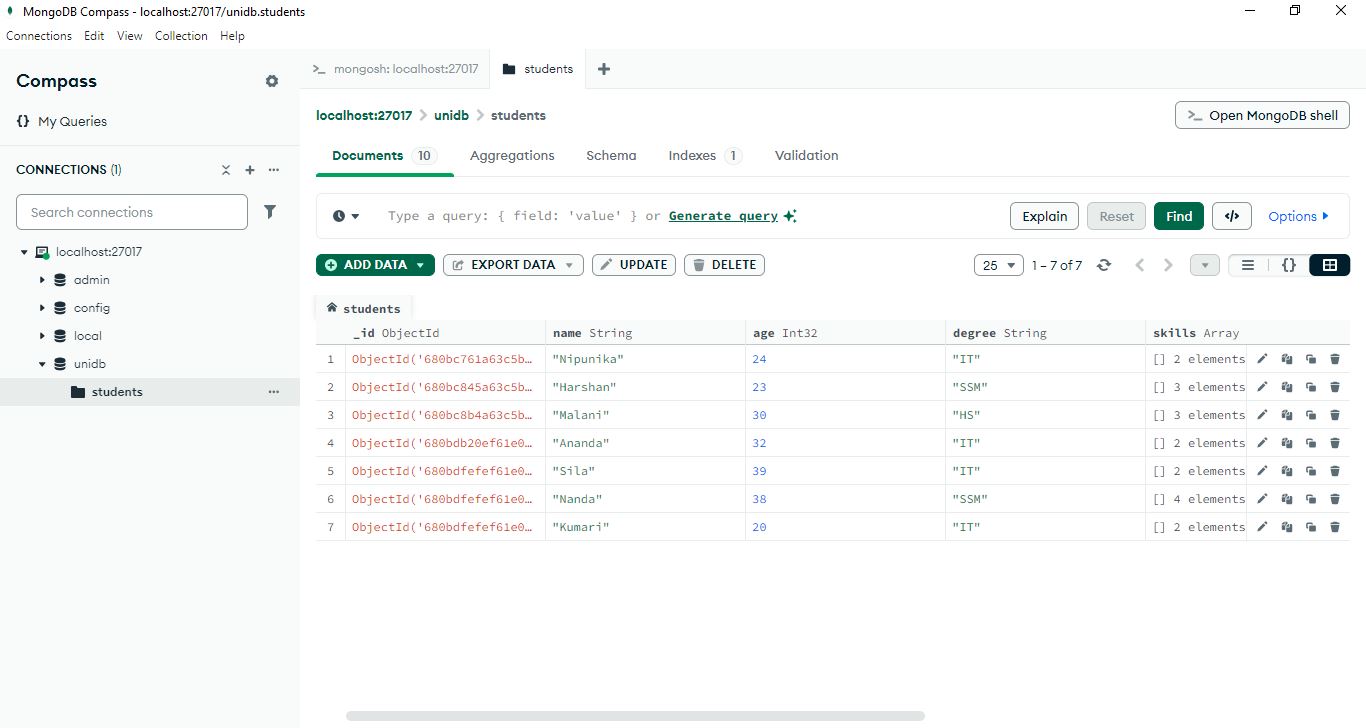 MongoDB Compass - localhost:27017/unidb.students
Connections Edit View Collection Help
Compass
My Queries
CONNECTIONS (1)
Search connections
localhost:27017
admin
config
local
unidb
students
mongosh: localhost:27017 students
localhost:27017 > unidb > students
Open MongoDB shell
Documents 10 Aggregations Schema Indexes 1 Validation
Type a query: { field: 'value' } or Generate query
Explain Reset Find </> Options
ADD DATA EXPORT DATA UPDATE DELETE
25 1 – 7 of 7
students
_id ObjectId name String age Int32 degree String skills Array
1 ObjectId('680bc761a63c5b… "Nipunika" 24 "IT" [] 2 elements
2 ObjectId('680bc845a63c5b… "Harshan" 23 "SSM" [] 3 elements
3 ObjectId('680bc8b4a63c5b… "Malani" 30 "HS" [] 3 elements
4 ObjectId('680bdb20ef61e0… "Ananda" 32 "IT" [] 2 elements
5 ObjectId('680bdfefef61e0… "Sila" 39 "IT" [] 2 elements
6 ObjectId('680bdfefef61e0… "Nanda" 38 "SSM" [] 4 elements
7 ObjectId('680bdfefef61e0… "Kumari" 20 "IT" [] 2 elements